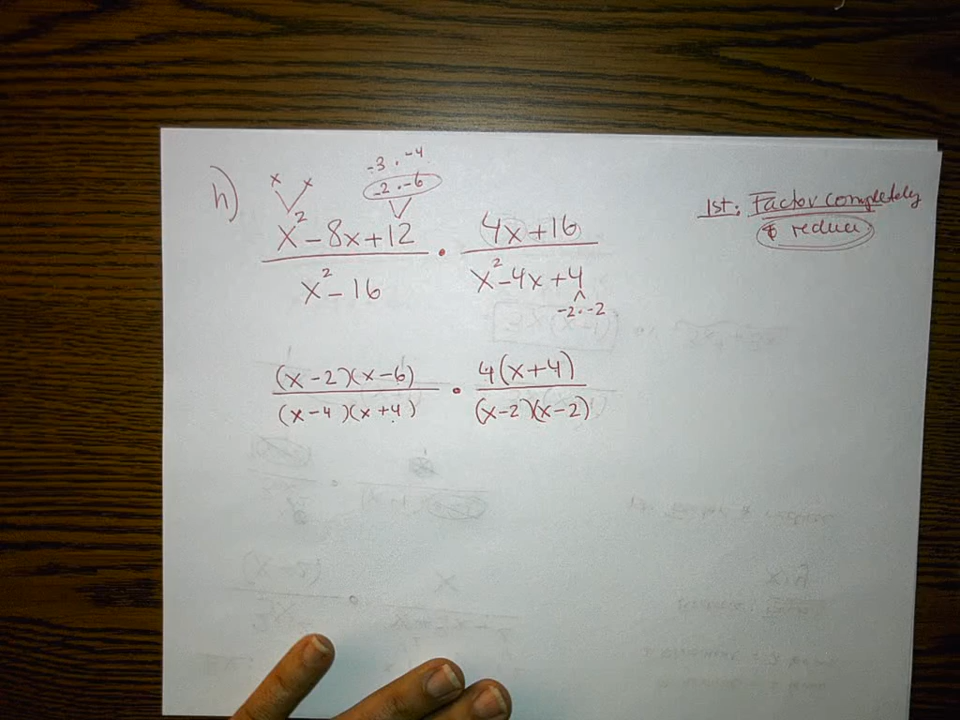 h)
x x
-3 · -4
-2 · -6
x² - 8x + 12 / x² - 16 · 4x + 16 / x² - 4x + 4
-2 · -2
1st: Factor completely
& reduce
(x - 2)(x - 6) / (x - 4)(x + 4) · 4(x + 4) / (x - 2)(x - 2)